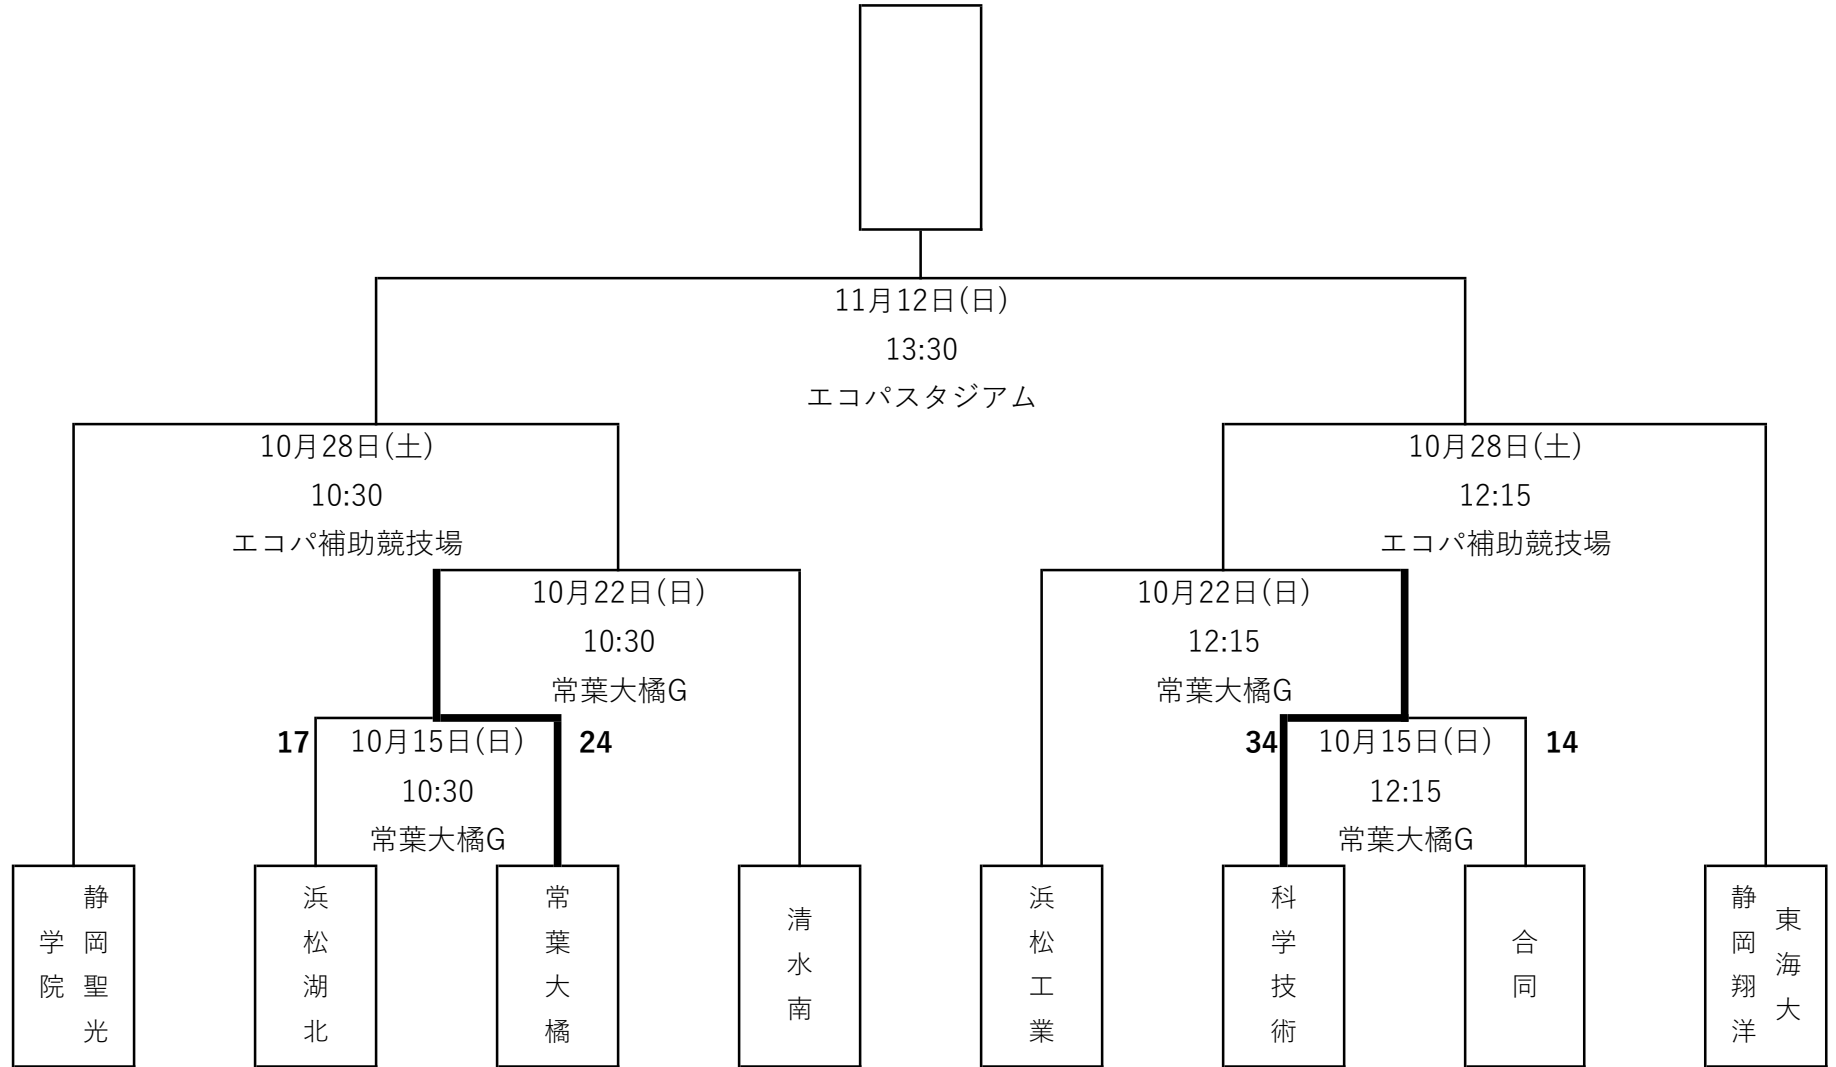 11月12日(日)
13:30
エコパスタジアム
10月28日(土)
10:30
エコパ補助競技場
10月28日(土)
12:15
エコパ補助競技場
10月22日(日)
10:30
常葉大橘G
10月22日(日)
12:15
常葉大橘G
17
10月15日(日)
24
10:30
常葉大橘G
34
10月15日(日)
14
12:15
常葉大橘G
静岡聖光
学院
浜松湖北
常葉大橘
清水南
浜松工業
科学技術
合同
東海大
静岡翔洋